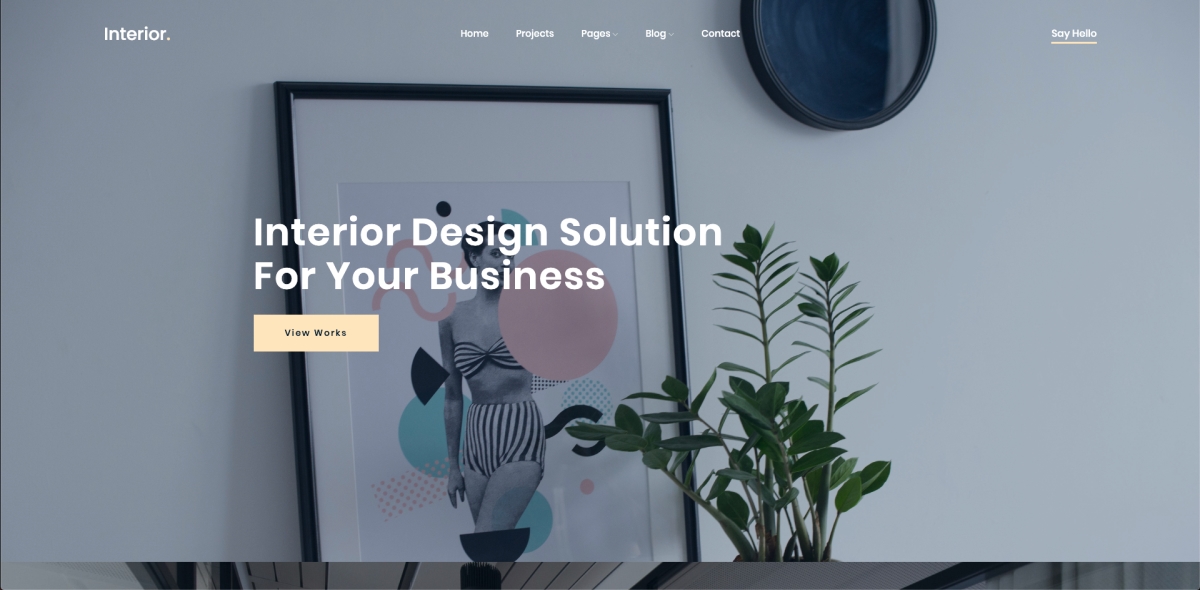 Interior.
Home Projects Pages Blog Contact
Say Hello
Interior Design Solution
For Your Business
View Works